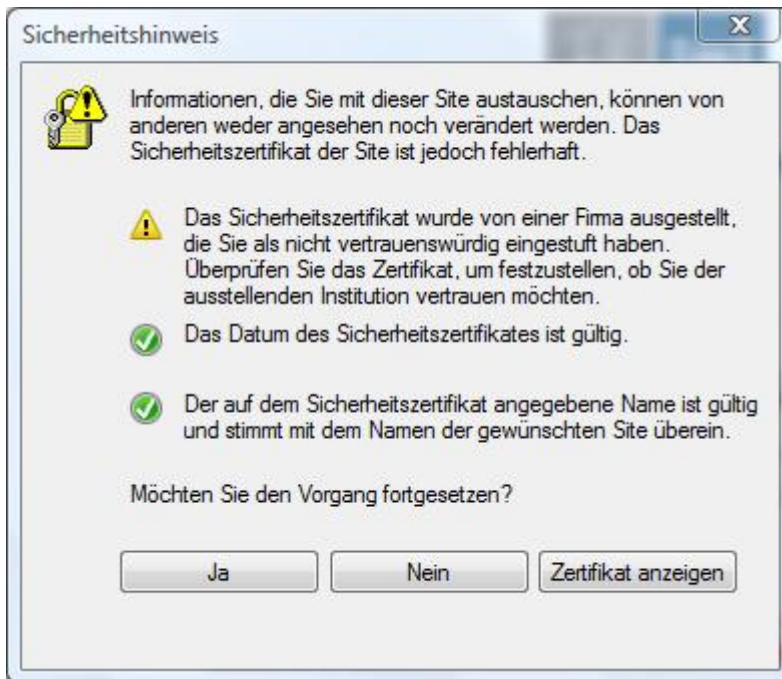 Sicherheitshinweis
Informationen, die Sie mit dieser Site austauschen, können von
anderen weder angesehen noch verändert werden. Das
Sicherheitszertifikat der Site ist jedoch fehlerhaft.
Das Sicherheitszertifikat wurde von einer Firma ausgestellt,
die Sie als nicht vertrauenswürdig eingestuft haben.
Überprüfen Sie das Zertifikat, um festzustellen, ob Sie der
ausstellenden Institution vertrauen möchten.
Das Datum des Sicherheitszertifikates ist gültig.
Der auf dem Sicherheitszertifikat angegebene Name ist gültig
und stimmt mit dem Namen der gewünschten Site überein.
Möchten Sie den Vorgang fortgesetzen?
Ja
Nein
Zertifikat anzeigen